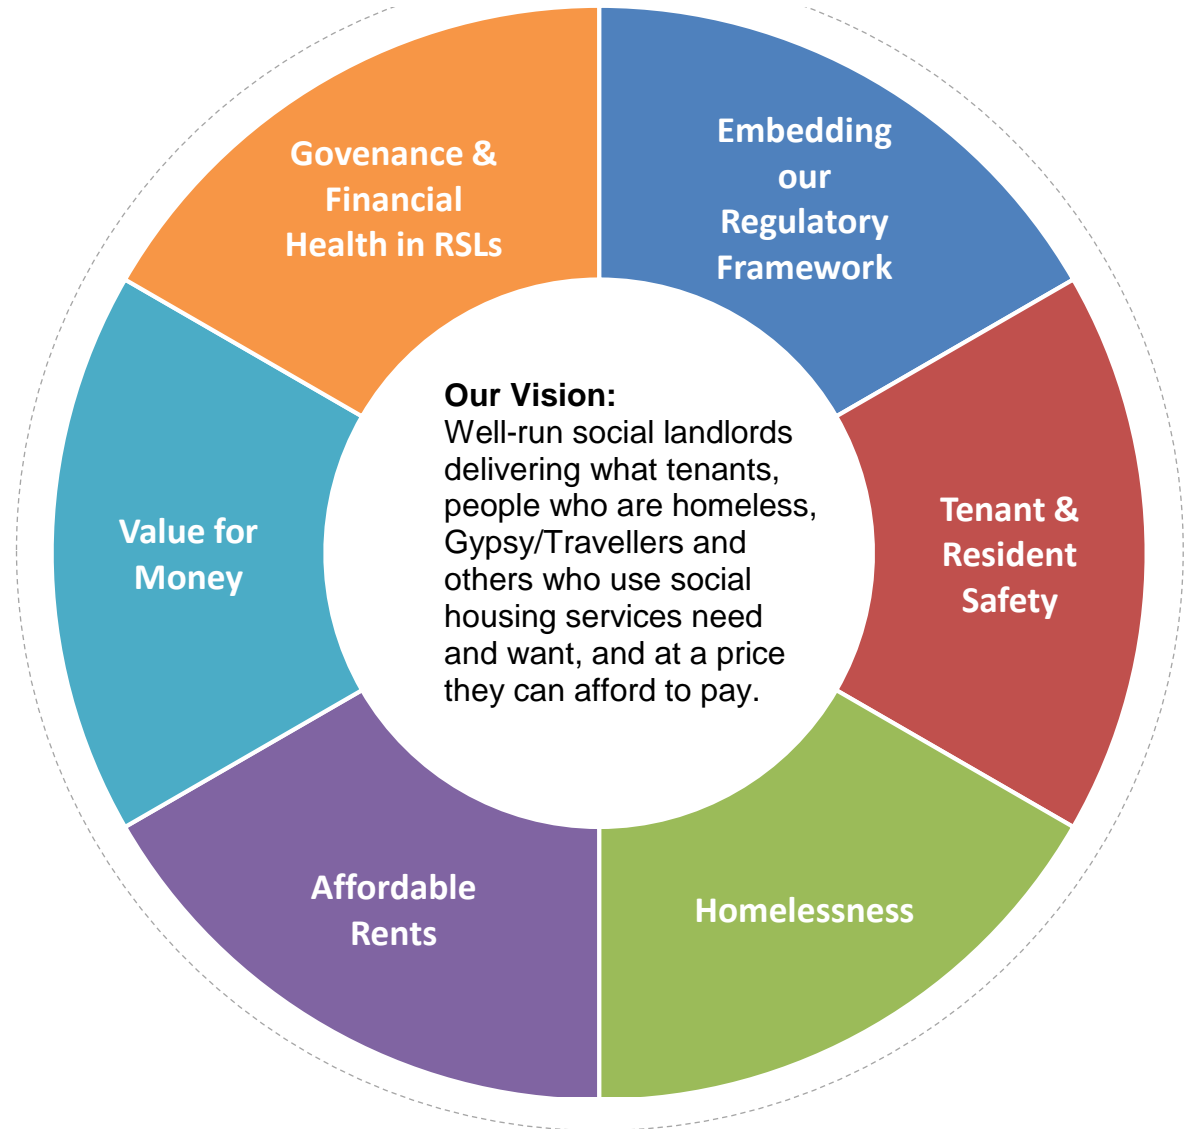 Govenance &
Financial
Health in RSLs
Embedding
our
Regulatory
Framework
Our Vision:
Well-run social landlords
delivering what tenants,
people who are homeless,
Gypsy/Travellers and
others who use social
housing services need
and want, and at a price
they can afford to pay.
Value for
Money
Tenant &
Resident
Safety
Affordable
Rents
Homelessness